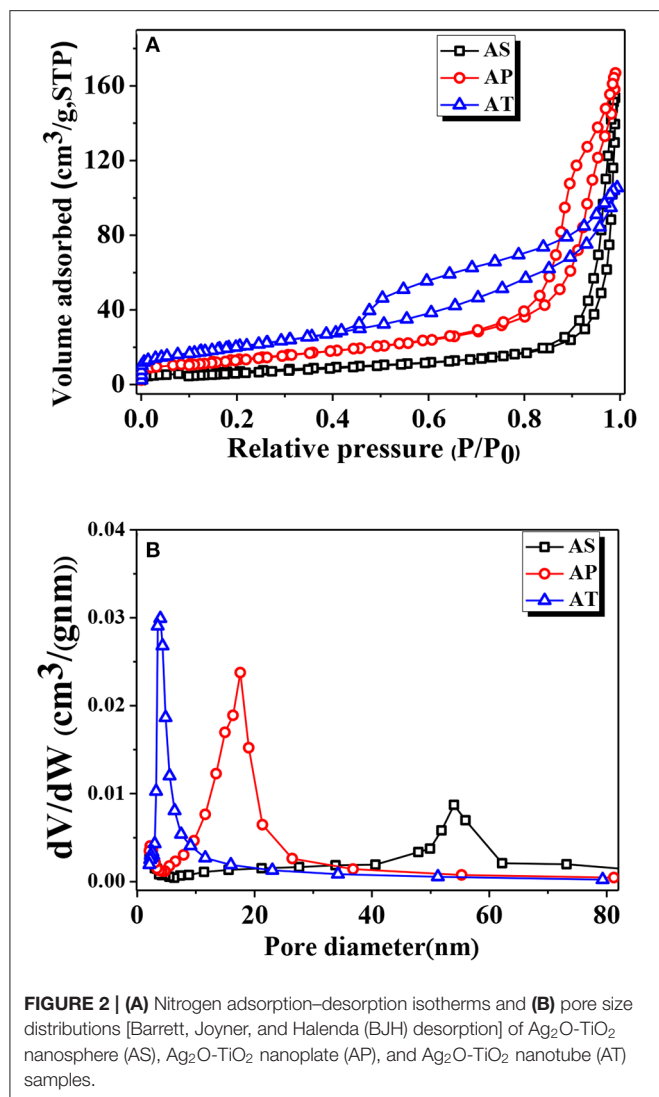 A
AS
AP
AT
Volume adsorbed (cm³/g,STP)
160
120
80
40
0
0.0 0.2 0.4 0.6 0.8 1.0
Relative pressure (P/P₀)
B
AS
AP
AT
dV/dW (cm³/(gnm))
0.04
0.03
0.02
0.01
0.00
0 20 40 60 80
Pore diameter(nm)
FIGURE 2 | (A) Nitrogen adsorption–desorption isotherms and (B) pore size
distributions [Barrett, Joyner, and Halenda (BJH) desorption] of Ag₂O-TiO₂
nanosphere (AS), Ag₂O-TiO₂ nanoplate (AP), and Ag₂O-TiO₂ nanotube (AT)
samples.